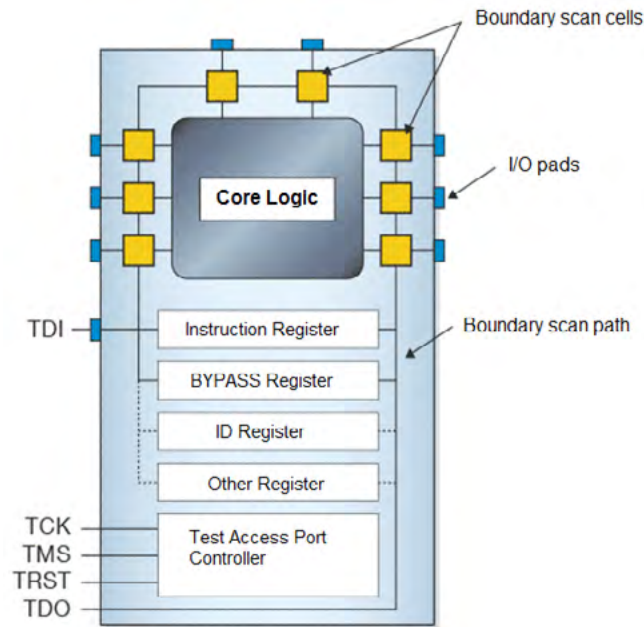 Boundary scan cells
I/O pads
Core Logic
TDI
Instruction Register
Boundary scan path
BYPASS Register
ID Register
Other Register
TCK
TMS
TRST
TDO
Test Access Port
Controller